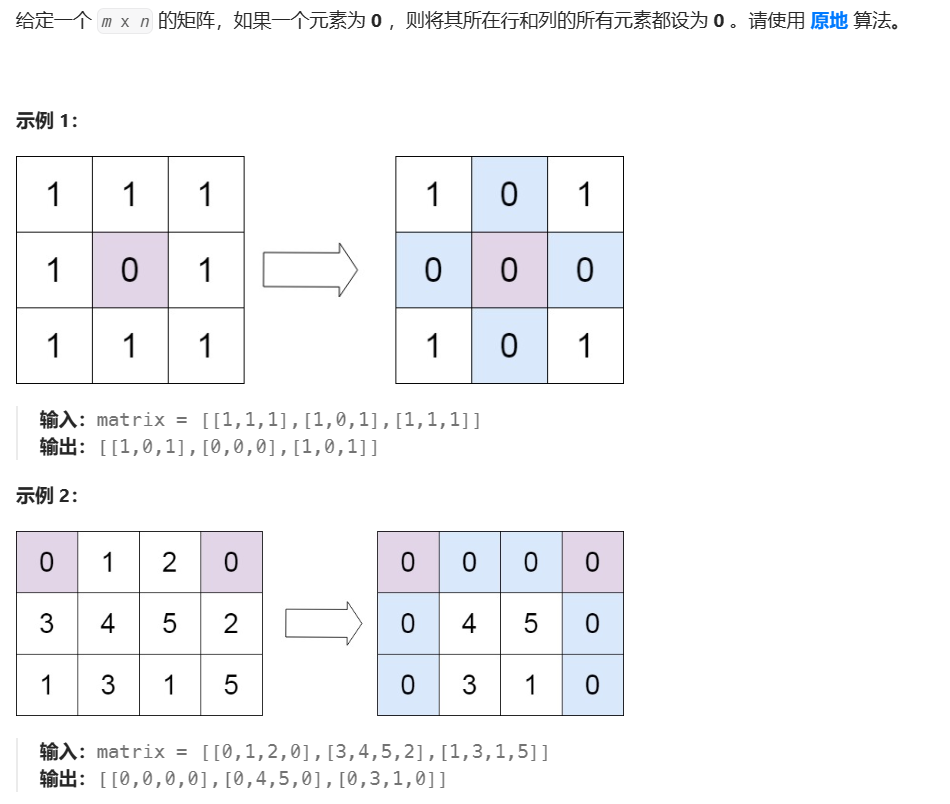 给定一个 m x n 的矩阵，如果一个元素为 0 ，则将其所在行和列的所有元素都设为 0 。请使用 原地 算法。
示例 1：
1 1 1 1 0 1
1 0 1 0 0 0
1 1 1 1 0 1
输入：matrix = [[1,1,1],[1,0,1],[1,1,1]]
输出：[[1,0,1],[0,0,0],[1,0,1]]
示例 2：
0 1 2 0 0 0 0 0
3 4 5 2 0 4 5 0
1 3 1 5 0 3 1 0
输入：matrix = [[0,1,2,0],[3,4,5,2],[1,3,1,5]]
输出：[[0,0,0,0],[0,4,5,0],[0,3,1,0]]